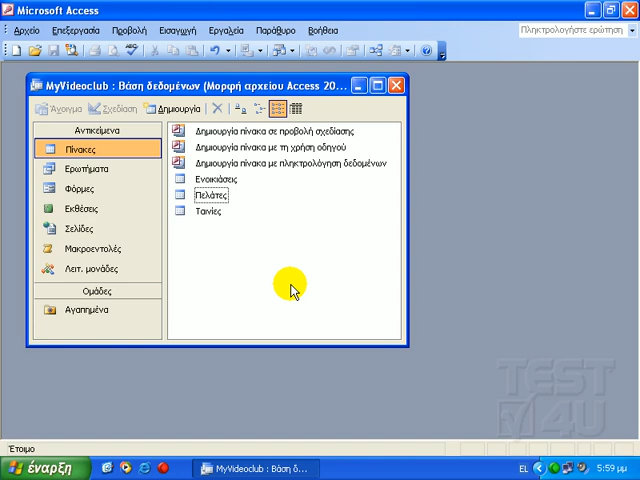 Microsoft Access
Αρχείο Επεξεργασία Προβολή Εισαγωγή Εργαλεία Παράθυρο Βοήθεια Πληκτρολογήστε ερώτηση
MyVideoclub : Βάση δεδομένων (Μορφή αρχείου Access 20...
Άνοιγμα Σχεδίαση Δημιουργία
Αντικείμενα
Πίνακες
Ερωτήματα
Φόρμες
Εκθέσεις
Σελίδες
Μακροεντολές
Λειτ. μονάδες
Ομάδες
Αγαπημένα
Δημιουργία πίνακα σε προβολή σχεδίασης
Δημιουργία πίνακα με τη χρήση οδηγού
Δημιουργία πίνακα με πληκτρολόγηση δεδομένων
Ενοικιάσεις
Πελάτες
Ταινίες
TEST
4U
Έτοιμο
έναρξη MyVideoclub : Βάση δ... EL 5:59 μμ